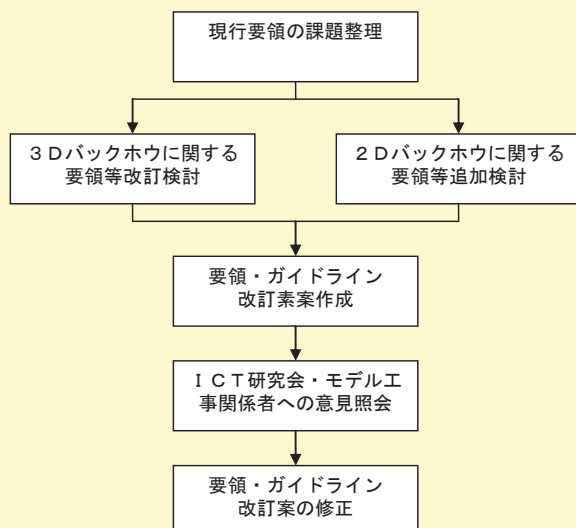 現行要領の課題整理
３Ｄバックホウに関する
要領等改訂検討
２Ｄバックホウに関する
要領等追加検討
要領・ガイドライン
改訂素案作成
ＩＣＴ研究会・モデル工
事関係者への意見照会
要領・ガイドライン
改訂案の修正